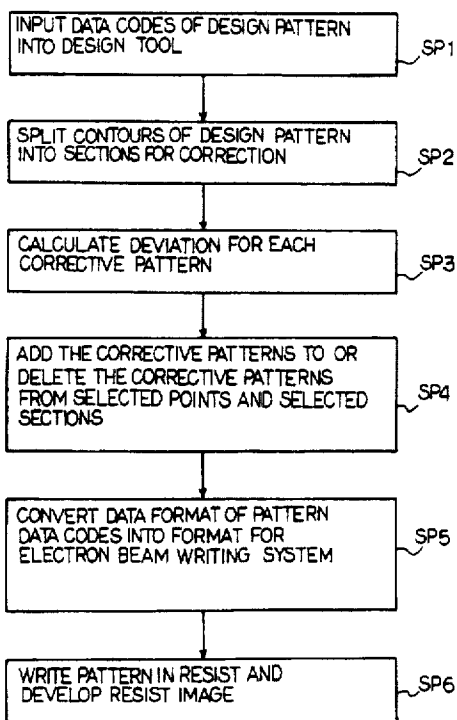 INPUT DATA CODES OF DESIGN PATTERN
INTO DESIGN TOOL
SP1
SPLIT CONTOURS OF DESIGN PATTERN
INTO SECTIONS FOR CORRECTION
SP2
CALCULATE DEVIATION FOR EACH
CORRECTIVE PATTERN
SP3
ADD THE CORRECTIVE PATTERNS TO OR
DELETE THE CORRECTIVE PATTERNS
FROM SELECTED POINTS AND SELECTED
SECTIONS
SP4
CONVERT DATA FORMAT OF PATTERN
DATA CODES INTO FORMAT FOR
ELECTRON BEAM WRITING SYSTEM
SP5
WRITE PATTERN IN RESIST AND
DEVELOP RESIST IMAGE
SP6